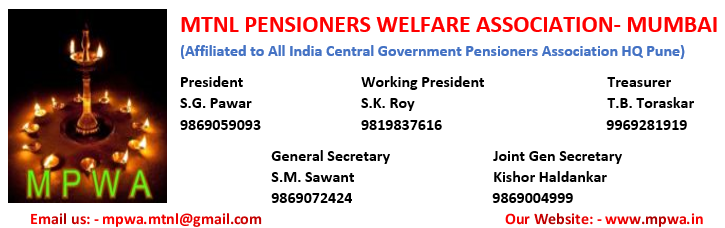 MTNL PENSIONERS WELFARE ASSOCIATION- MUMBAI
(Affiliated to All India Central Government Pensioners Association HQ Pune)
President Working President Treasurer
S.G. Pawar S.K. Roy T.B. Toraskar
9869059093 9819837616 9969281919
General Secretary Joint Gen Secretary
S.M. Sawant Kishor Haldankar
9869072424 9869004999
MPWA
Email us: - mpwa.mtnl@gmail.com Our Website: - www.mpwa.in